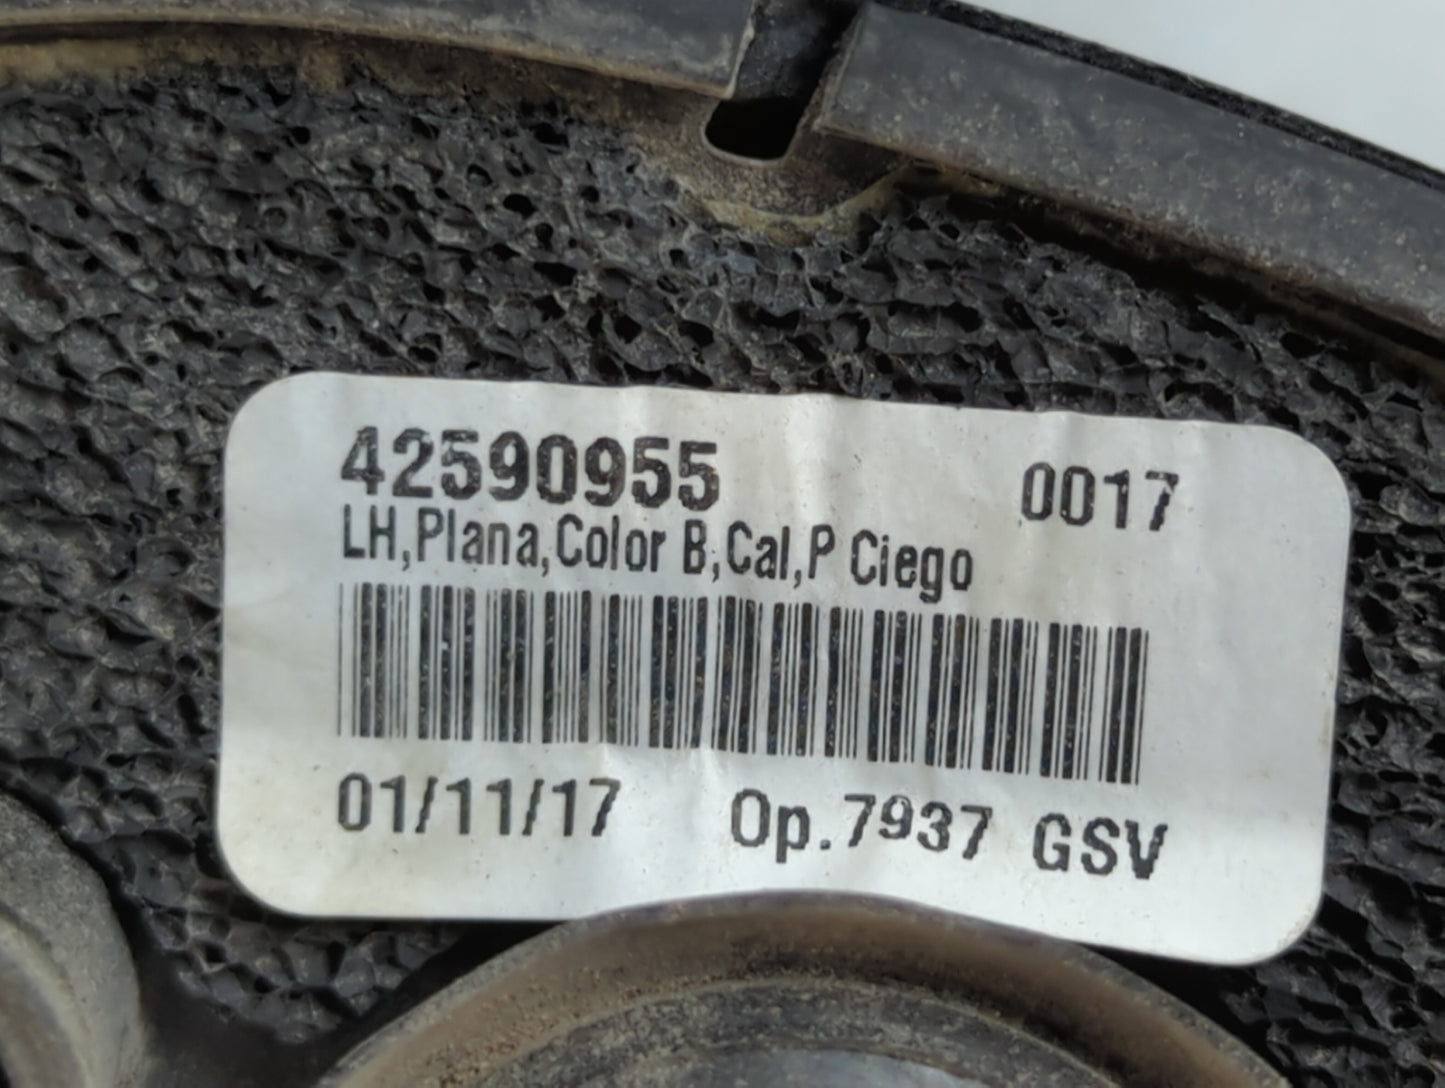 42590955 0017
LH,Plana,Color B,Cal,P Ciego
01/11/17 Op.7937 GSV